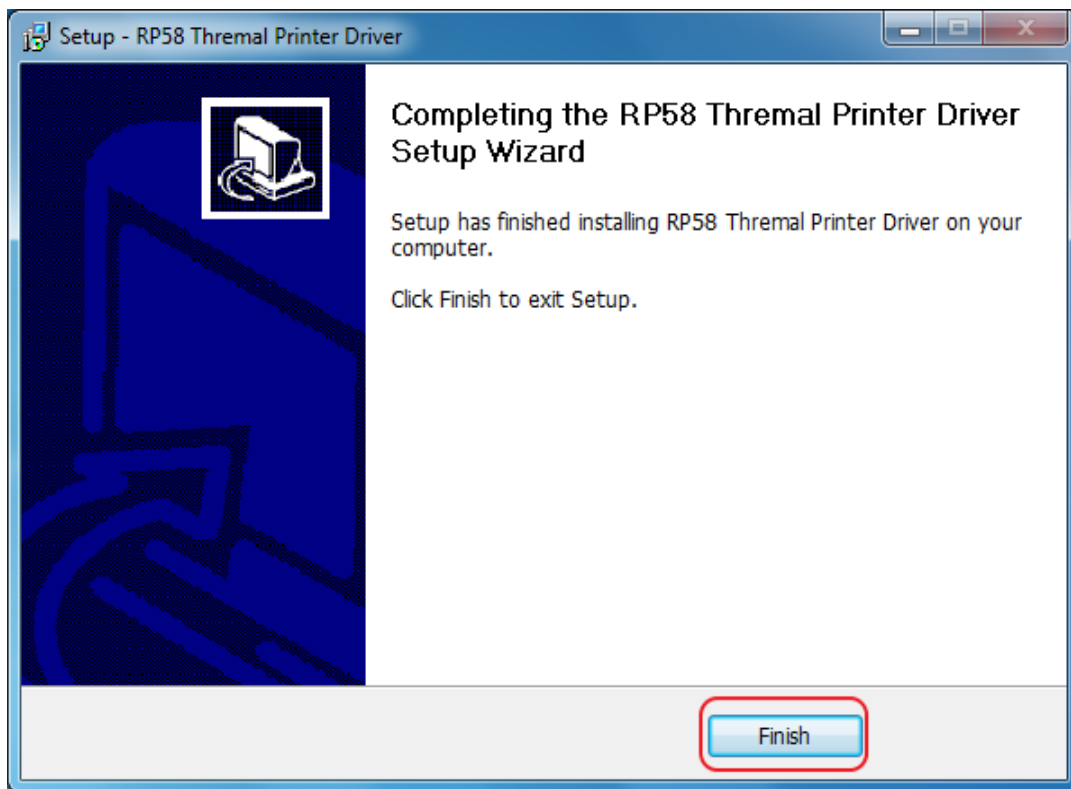 Setup - RP58 Thremal Printer Driver
Completing the RP58 Thremal Printer Driver
Setup Wizard
Setup has finished installing RP58 Thremal Printer Driver on your
computer.
Click Finish to exit Setup.
Finish